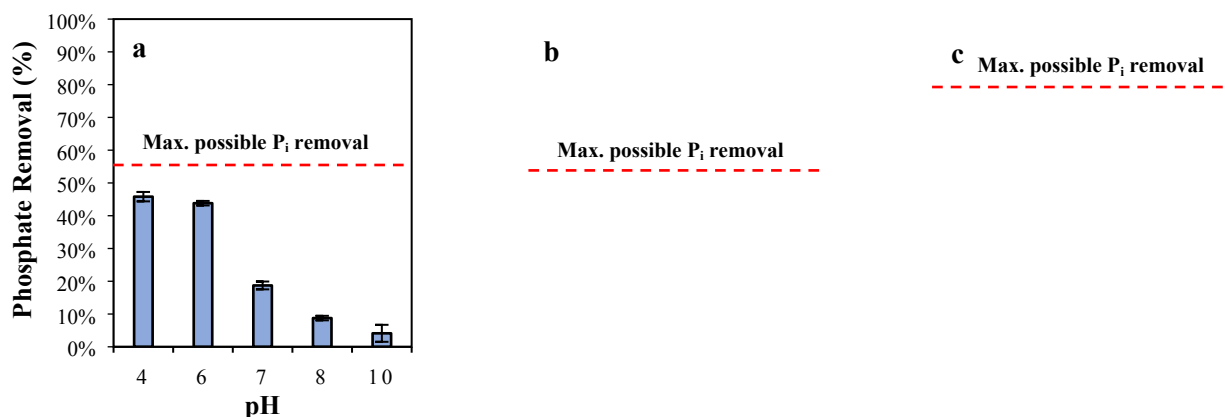 100%
90%
80%
70%
60%
50%
40%
30%
20%
10%
0%
Phosphate Removal (%)
a
Max. possible Pi removal
4 6 7 8 10
pH
b
Max. possible Pi removal
c
Max. possible Pi removal